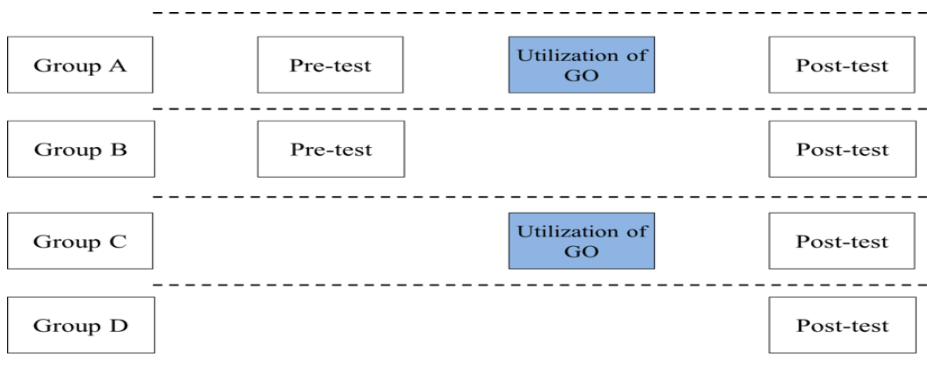 Group A
Pre-test
Utilization of
GO
Post-test
Group B
Pre-test
Post-test
Group C
Utilization of
GO
Post-test
Group D
Post-test